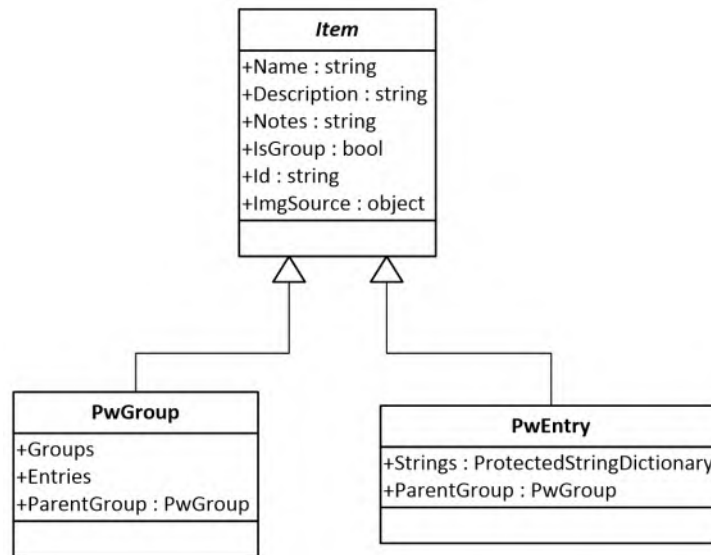 Item
+Name : string
+Description : string
+Notes : string
+IsGroup : bool
+Id : string
+ImgSource : object
PwGroup
+Groups
+Entries
+ParentGroup : PwGroup
PwEntry
+Strings : ProtectedStringDictionary
+ParentGroup : PwGroup